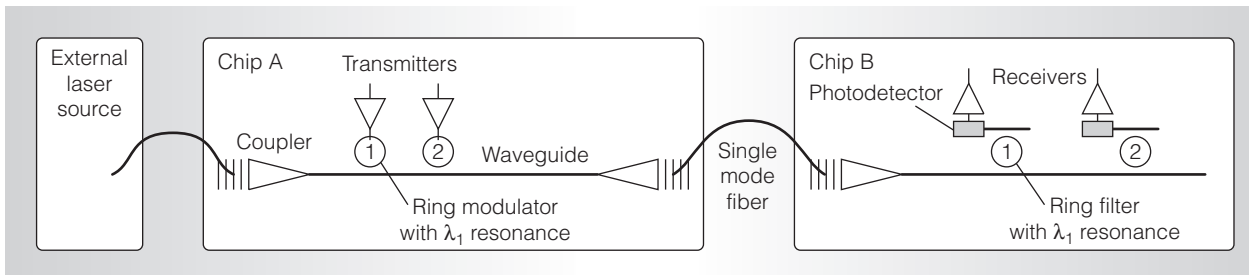 External
laser
source
Chip A
Transmitters
Coupler
1
2
Waveguide
Ring modulator
with λ1 resonance
Single
mode
fiber
Chip B
Receivers
Photodetector
1
2
Ring filter
with λ1 resonance